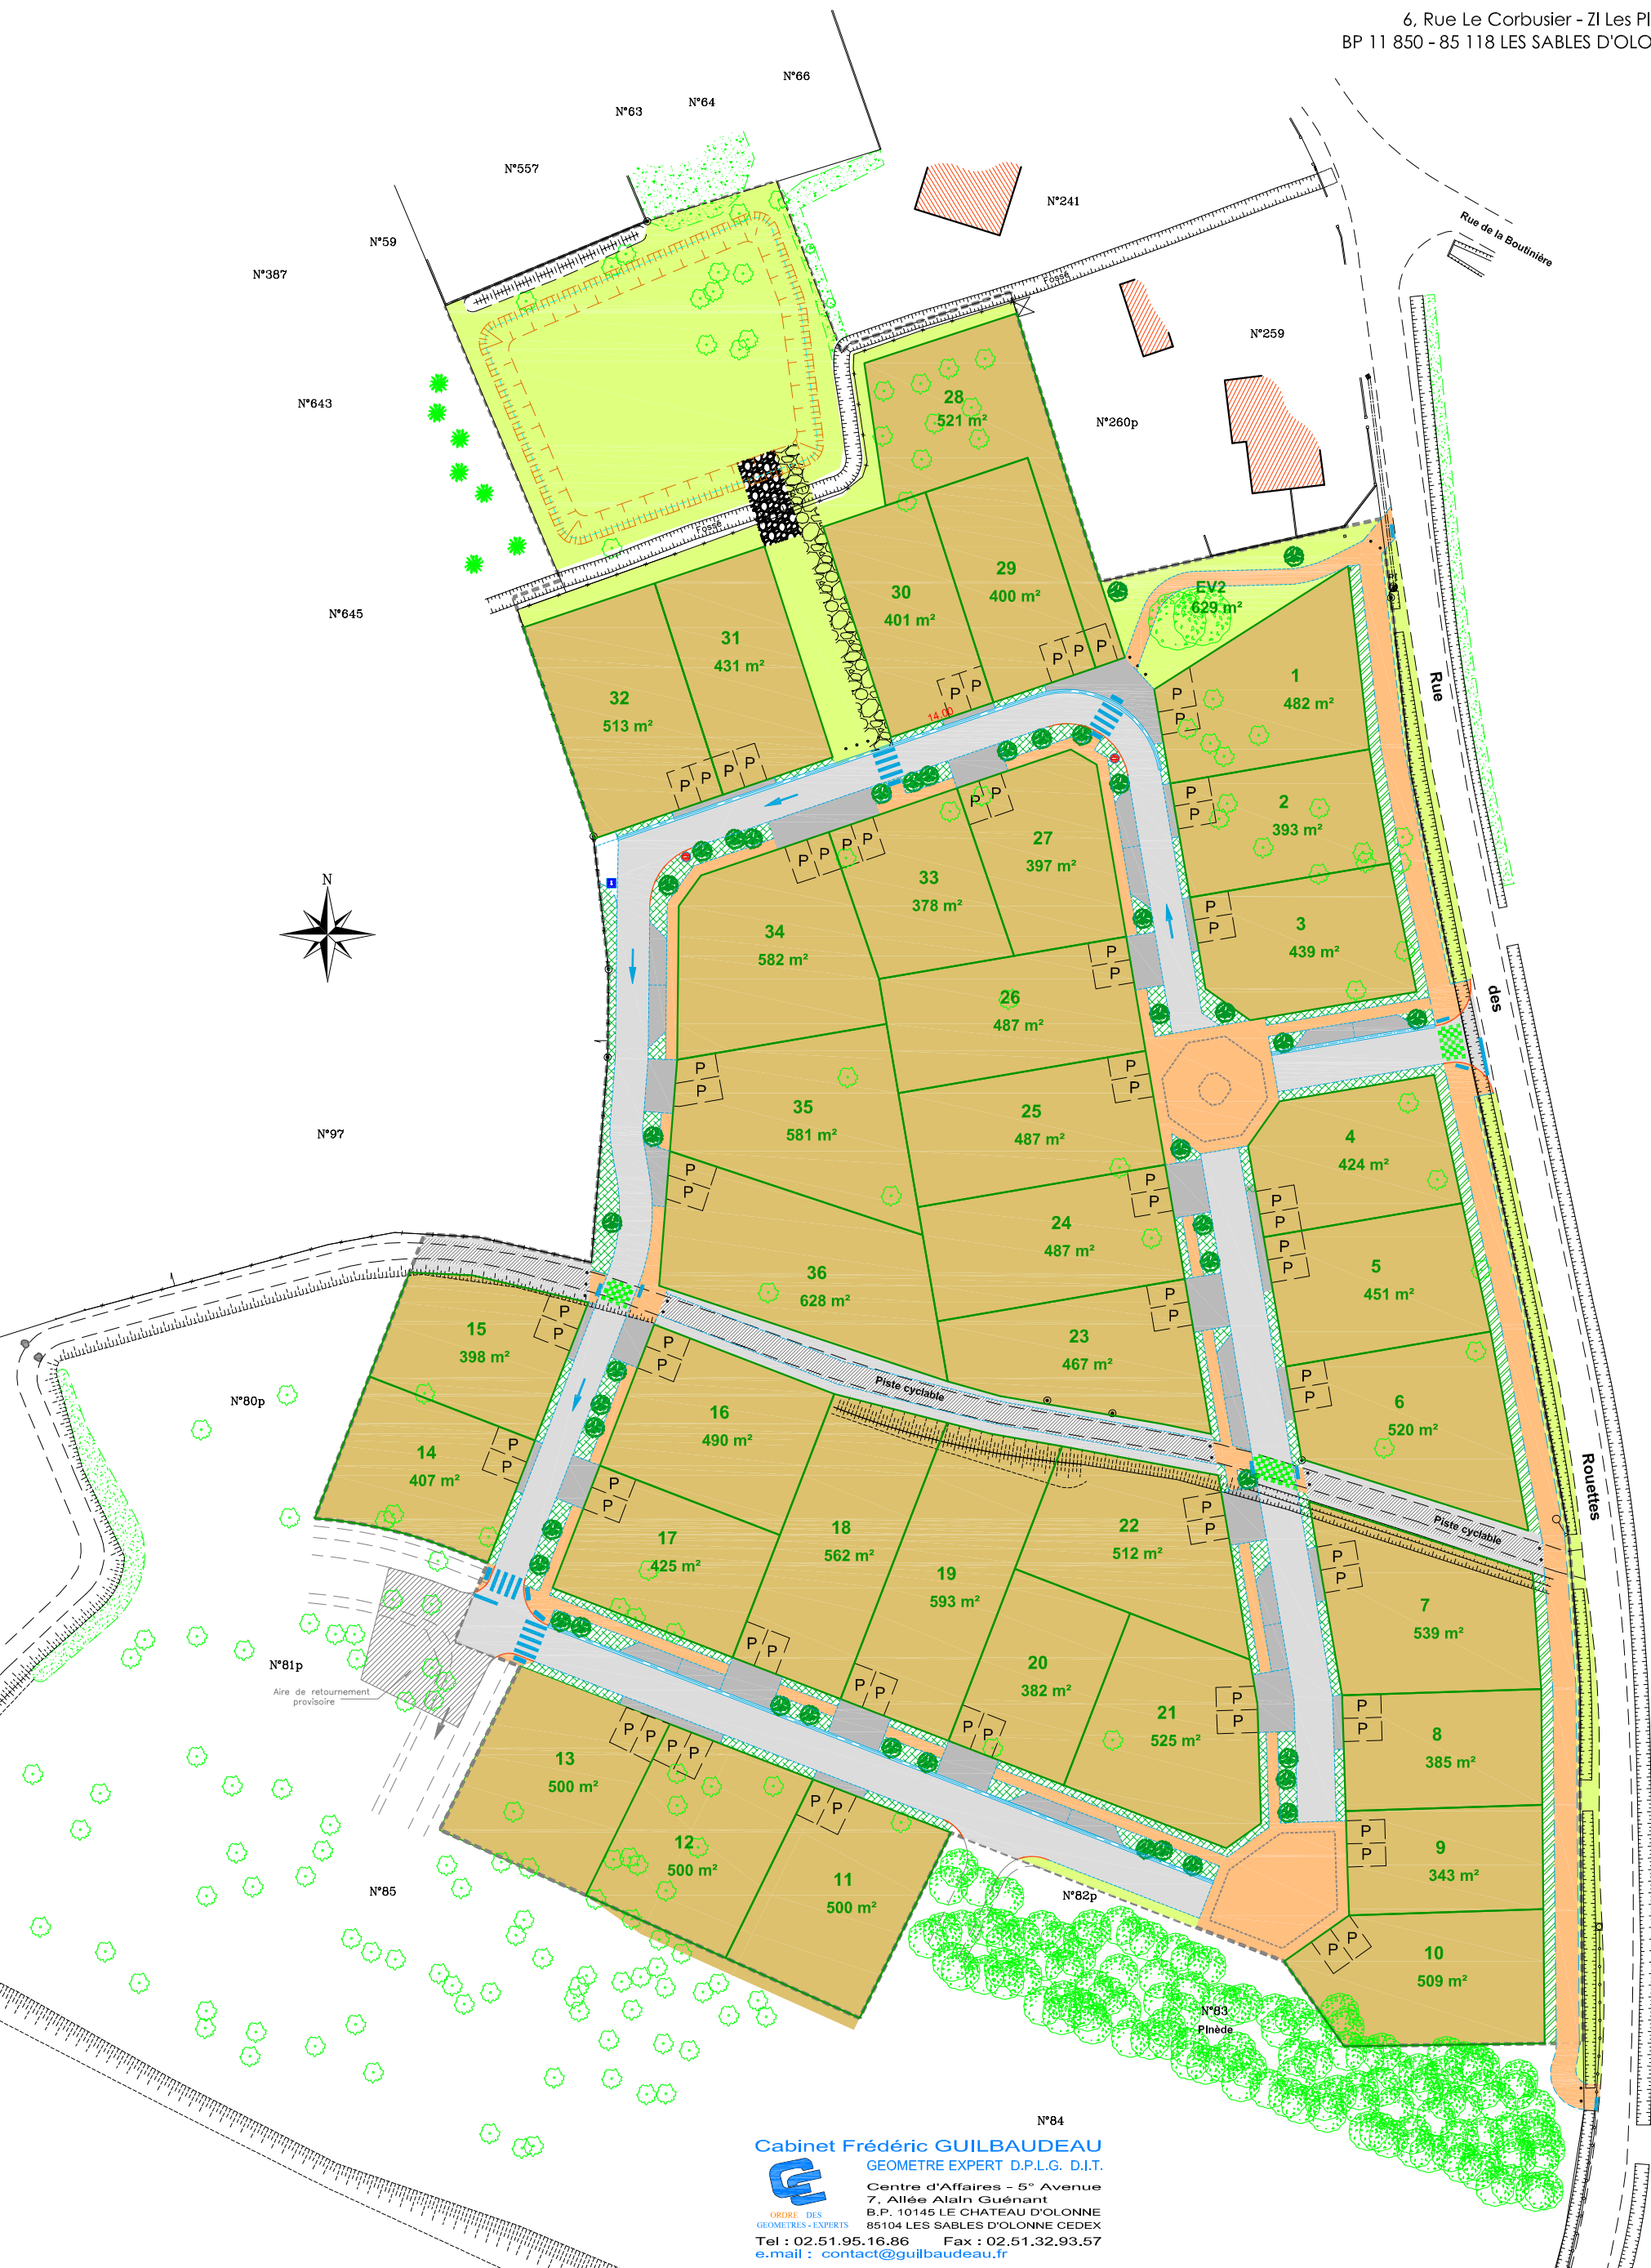 6, Rue Le Corbusier - ZI Les Pl
BP 11 850 - 85 118 LES SABLES D'OLO
N°66
N°64
N°63
N°557
N°241
N°59
Rue de la Boutinière
N°387
Fossé
N°259
N°643
28
521 m²
N°260p
Fossé
29
400 m²
30
401 m²
EV2
629 m²
N°645
31
431 m²
P P P
1
482 m²
Rue
32
513 m²
P P
P
P
14.00
P P P P
P
P
2
393 m²
P P
27
397 m²
P P P P
33
378 m²
N
P
P
3
439 m²
34
582 m²
P
P
des
26
487 m²
P
P
P
P
35
581 m²
25
487 m²
N°97
4
424 m²
P
P
P
P
P
P
24
487 m²
P
P
5
451 m²
36
628 m²
P
P
15
398 m²
P
P
23
467 m²
P
P
Piste cyclable
P
P
6
520 m²
N°80p
16
490 m²
14
407 m²
P
P
Rouettes
P
P
P
P
Piste cyclable
17
425 m²
18
562 m²
22
512 m²
19
593 m²
P
P
7
539 m²
P P
N°81p
Aire de retournement
provisoire
20
382 m²
P P
P
P
21
525 m²
P
P
P P
8
385 m²
P P P P
13
500 m²
P P
12
500 m²
P
P
9
343 m²
11
500 m²
N°85
N°82p
P P
10
509 m²
N°83
Pinède
N°84
Cabinet Frédéric GUILBAUDEAU
GEOMETRE EXPERT D.P.L.G. D.I.T.
Centre d'Affaires - 5° Avenue
7, Allée Alain Guénant
B.P. 10145 LE CHATEAU D'OLONNE
85104 LES SABLES D'OLONNE CEDEX
ORDRE DES
GEOMETRES - EXPERTS
Tel : 02.51.95.16.86 Fax : 02.51.32.93.57
e.mail : contact@guilbaudeau.fr